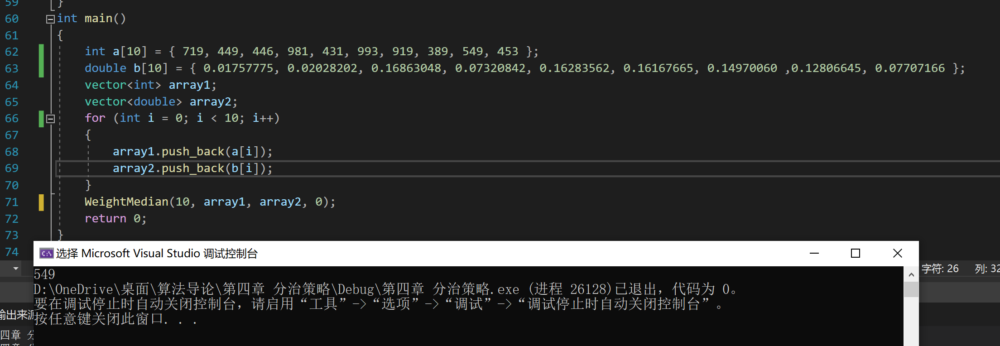 59 }
60 int main()
61 {
62 int a[10] = { 719, 449, 446, 981, 431, 993, 919, 389, 549, 453 };
63 double b[10] = { 0.01757775, 0.02028202, 0.16863048, 0.07320842, 0.16283562, 0.16167665, 0.14970060 ,0.12806645, 0.07707166 };
64 vector<int> array1;
65 vector<double> array2;
66 for (int i = 0; i < 10; i++)
67 {
68 array1.push_back(a[i]);
69 array2.push_back(b[i]);
70 }
71 WeightMedian(10, array1, array2, 0);
72 return 0;
73 }
74
选择 Microsoft Visual Studio 调试控制台
字符: 26 列: 32
549
D:\OneDrive\桌面\算法导论\第四章 分治策略\Debug\第四章 分治策略.exe (进程 26128)已退出，代码为 0。
要在调试停止时自动关闭控制台，请启用“工具”->“选项”->“调试”->“调试停止时自动关闭控制台”。
按任意键关闭此窗口. . .
输出来源
四章 分